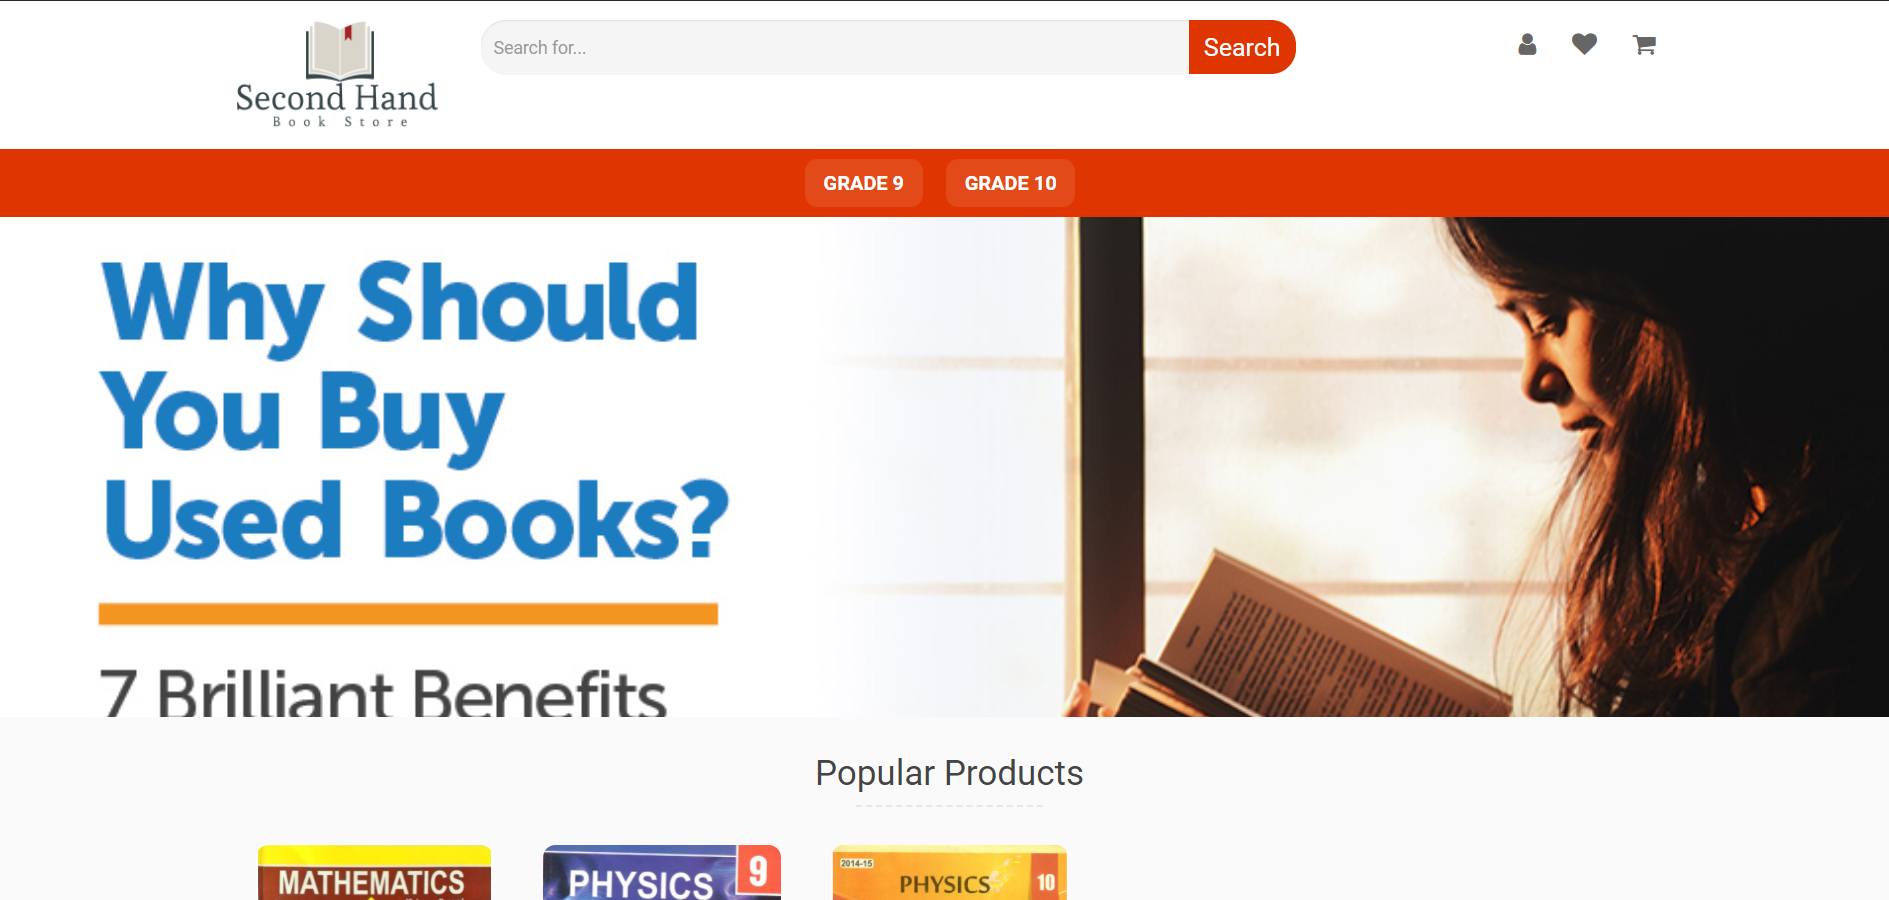 Second Hand
Book Store
Search for...
Search
GRADE 9
GRADE 10
Why Should
You Buy
Used Books?
7 Brilliant Benefits
Popular Products
MATHEMATICS
PHYSICS
9
2014-15
PHYSICS
10